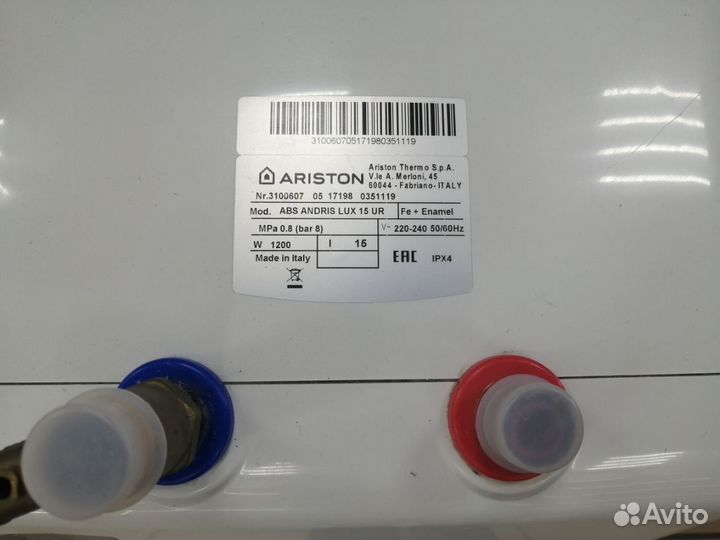 310060705171980351119
ARISTON
Ariston Thermo S.p.A.
V.le A. Merloni, 45
60044 - Fabriano- ITALY
Nr.3100607 05 17198 0351119
Mod. ABS ANDRIS LUX 15 UR Fe + Enamel
MPa 0.8 (bar 8) V~ 220-240 50/60Hz
W 1200 l 15
Made in Italy EAC IPX4
Avito